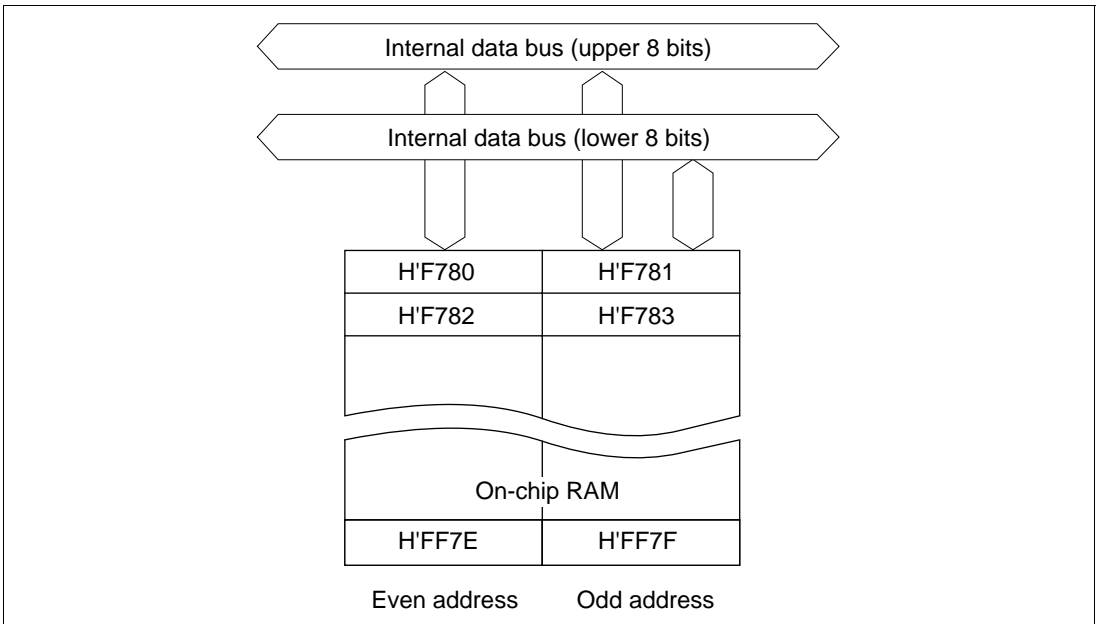 Internal data bus (upper 8 bits)
Internal data bus (lower 8 bits)
H'F780 H'F781
H'F782 H'F783
On-chip RAM
H'FF7E H'FF7F
Even address Odd address